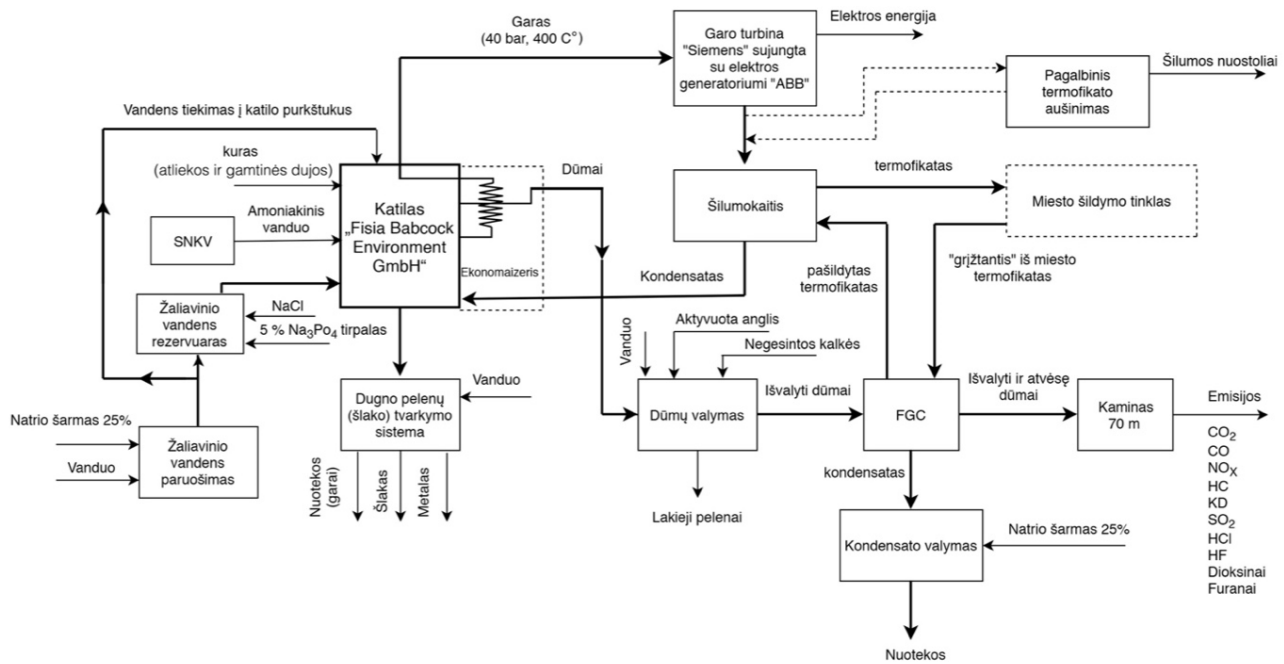 Garas
(40 bar, 400 C°)
Garo turbina
"Siemens" sujungta
su elektros
generatoriumi "ABB"
Elektros energija
Pagalbinis
termofikato
aušinimas
Šilumos nuostoliai
Vandens tiekimas į katilo purkštukus
kuras
(atliekos ir gamtinės dujos)
SNKV
Amoniakinis
vanduo
Katilas
„Fisia Babcock
Environment
GmbH“
Ekonomaizeris
Dūmai
Šilumokaitis
termofikatas
Miesto šildymo tinklas
Kondensatas
pašildytas
termofikatas
"grįžtantis" iš miesto
termofikatas
Žaliavinio
vandens
rezervuaras
NaCl
5 % Na₃Po₄ tirpalas
Natrio šarmas 25%
Vanduo
Žaliavinio
vandens
paruošimas
Dugno pelenų
(šlako) tvarkymo
sistema
Vanduo
Nuotekos
(garai)
Šlakas
Metalas
Vanduo
Aktyvuota anglis
Negesintos kalkės
Dūmų valymas
Lakieji pelenai
Išvalyti dūmai
FGC
Išvalyti ir atvėsę
dūmai
Kaminas
70 m
Emisijos
CO₂
CO
NOₓ
HC
KD
SO₂
HCl
HF
Dioksinai
Furanai
kondensatas
Kondensato valymas
Natrio šarmas 25%
Nuotekos